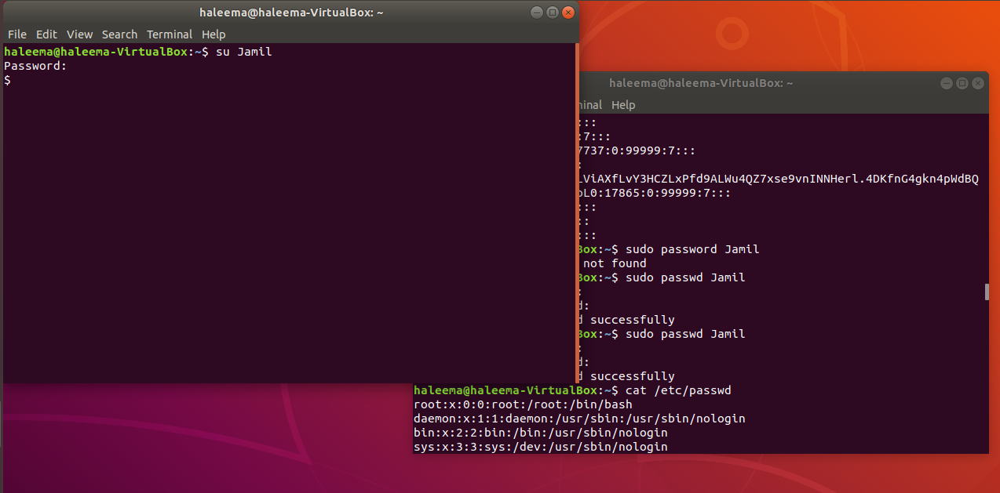 haleema@haleema-VirtualBox: ~
File Edit View Search Terminal Help
haleema@haleema-VirtualBox:~$ su Jamil
Password:
$
haleema@haleema-VirtualBox: ~
minal Help
:::
:7:::
7737:0:99999:7:::
:
LViAXfLvY3HCZLxPfd9ALWu4QZ7xse9vnINNHerl.4DKfnG4gkn4pWdBQ
oL0:17865:0:99999:7:::
:::
::
:::
Box:~$ sudo password Jamil
not found
Box:~$ sudo passwd Jamil
:
d:
d successfully
Box:~$ sudo passwd Jamil
:
d:
d successfully
haleema@haleema-VirtualBox:~$ cat /etc/passwd
root:x:0:0:root:/root:/bin/bash
daemon:x:1:1:daemon:/usr/sbin:/usr/sbin/nologin
bin:x:2:2:bin:/bin:/usr/sbin/nologin
sys:x:3:3:sys:/dev:/usr/sbin/nologin